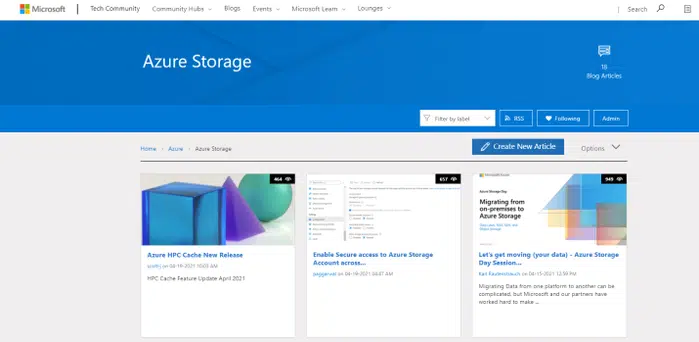 Microsoft
Tech Community
Community Hubs
Blogs
Events
Microsoft Learn
Lounges
Search
Azure Storage
18
Blog Articles
Filter by label
RSS
Following
Admin
Home › Azure › Azure Storage
Create New Article
Options
464
Azure HPC Cache New Release
on 04-19-2021 10:03 AM
HPC Cache Feature Update April 2021
657
Enable Secure access to Azure Storage
Account across...
on 04-19-2021
949
Azure Storage Day
Migrating from
on-premises to
Azure Storage
Let's get moving (your data) - Azure Storage
Day Session...
Karl Rautenstrauch on 04-15-2021 12:59 PM
Migrating Data from one platform to another can be
complicated, but Microsoft and our partners have
worked hard to make ...